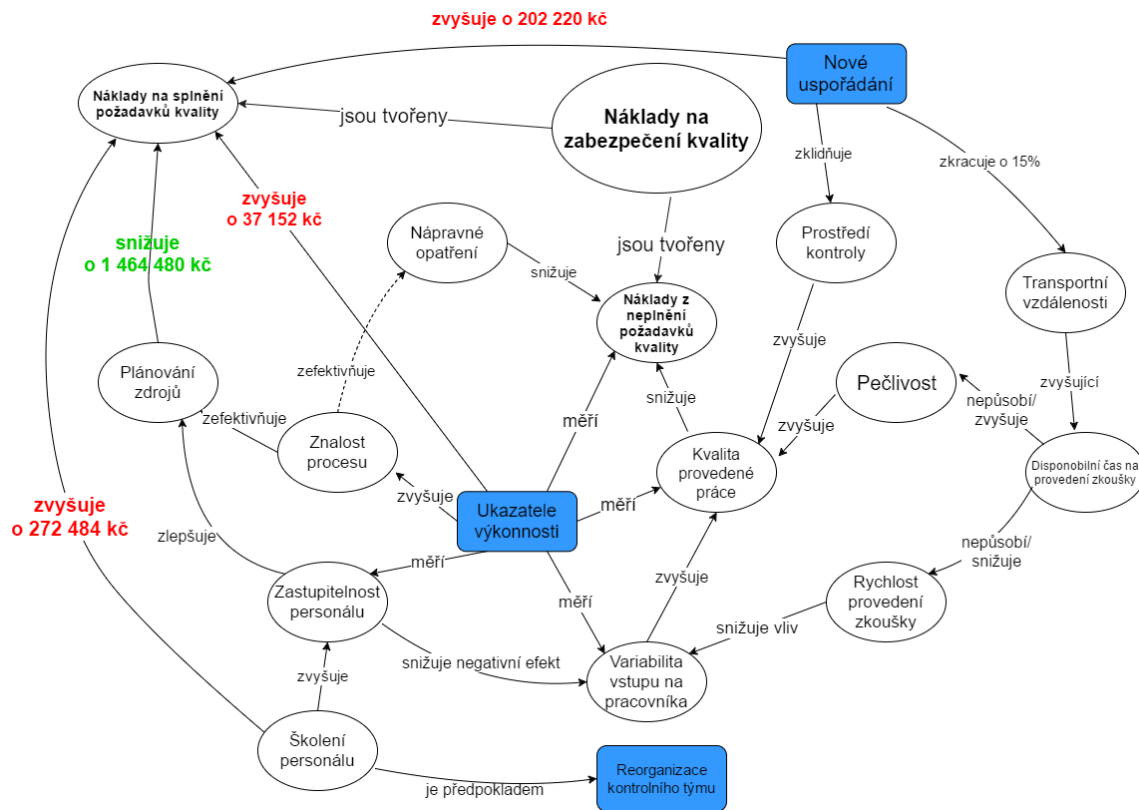 zvyšuje o 202 220 kč
Nové
uspořádání
Náklady na splnění
požadavků kvality
jsou tvořeny
Náklady na
zabezpečení kvality
zklidňuje
zkracuje o 15%
zvyšuje
o 37 152 kč
snižuje
o 1 464 480 kč
Nápravné
opatření
snižuje
jsou tvořeny
Prostředí
kontroly
Transportní
vzdálenosti
Náklady z
neplnění
požadavků
kvality
zvyšuje
Plánování
zdrojů
zefektivňuje
zvyšující
Pečlivost
nepůsobí/
zvyšuje
zefektivňuje
Znalost
procesu
měří
snižuje
zvyšuje
Kvalita
provedené
práce
Disponobilní čas na
provedení zkoušky
zvyšuje
o 272 484 kč
zvyšuje
Ukazatele
výkonnosti
měří
zlepšuje
měří
nepůsobí/
snižuje
Zastupitelnost
personálu
měří
zvyšuje
Rychlost
provedení
zkoušky
snižuje vliv
zvyšuje
snižuje negativní efekt
Variabilita
vstupu na
pracovníka
Školení
personálu
je předpokladem
Reorganizace
kontrolního týmu